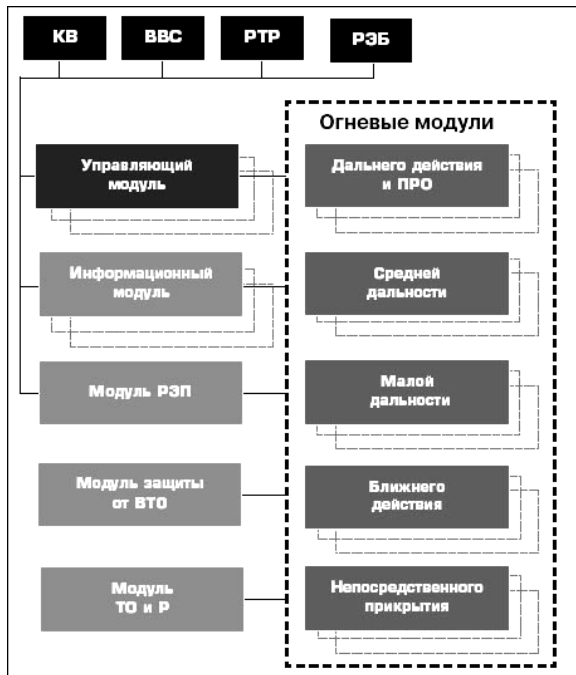 КВ
ВВС
РТР
РЭБ
Огневые модули
Управляющий
модуль
Дальнего действия
и ПРО
Информационный
модуль
Средней
дальности
Модуль РЭП
Малой
дальности
Модуль защиты
от ВТО
Ближнего
действия
Модуль
ТО и Р
Непосредственного
прикрытия